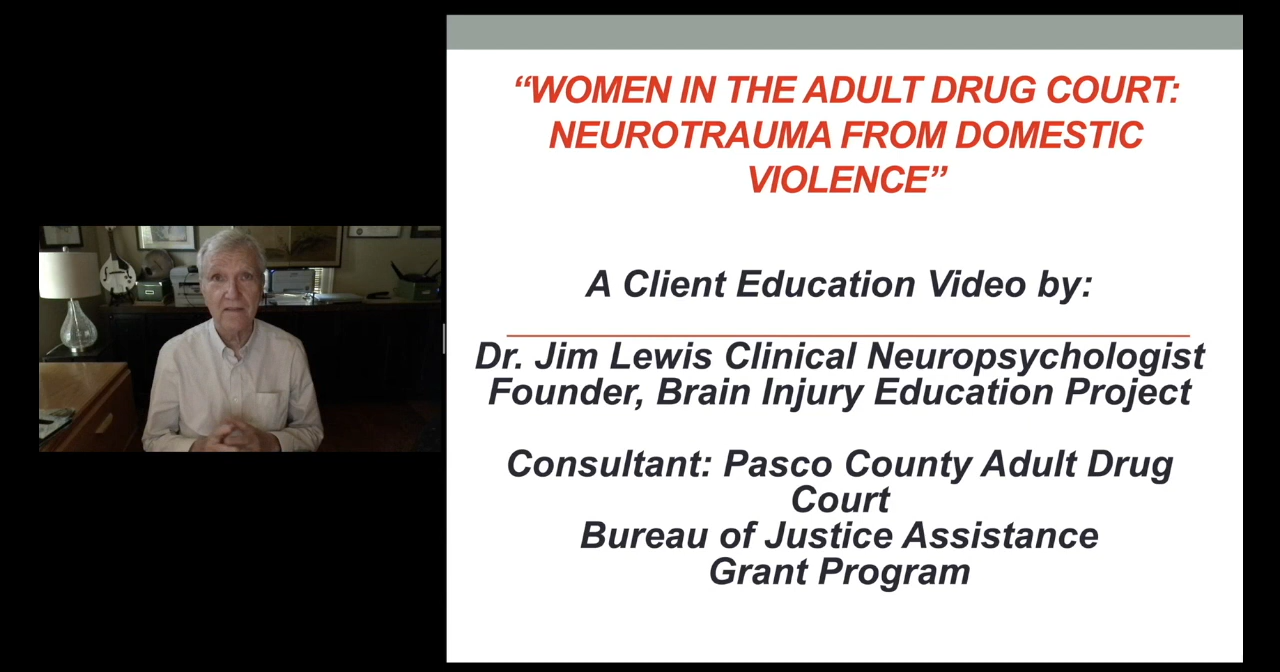 “WOMEN IN THE ADULT DRUG COURT:
NEUROTRAUMA FROM DOMESTIC
VIOLENCE”
A Client Education Video by:
Dr. Jim Lewis Clinical Neuropsychologist
Founder, Brain Injury Education Project
Consultant: Pasco County Adult Drug
Court
Bureau of Justice Assistance
Grant Program